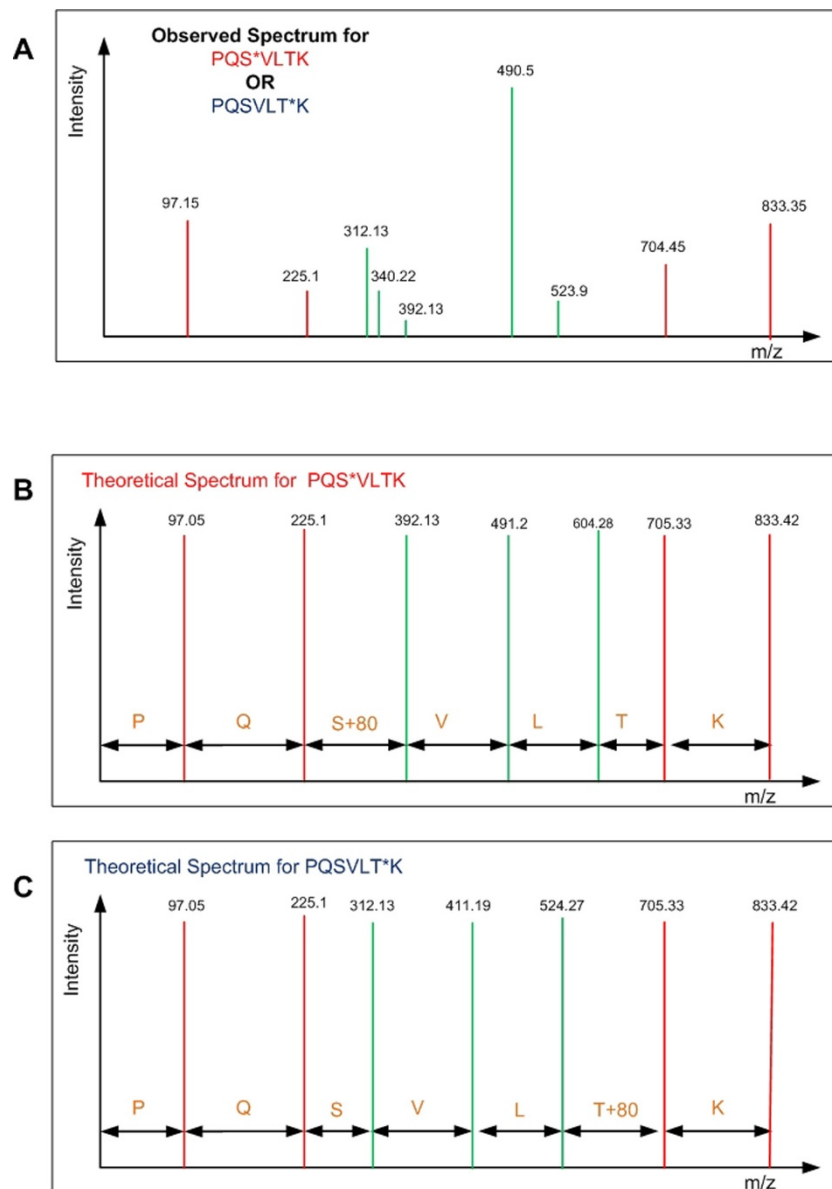 A
Observed Spectrum for
PQS*VLTK
OR
PQSVLT*K
Intensity
97.15
225.1
312.13
340.22
392.13
490.5
523.9
704.45
833.35
m/z
B
Theoretical Spectrum for PQS*VLTK
Intensity
97.05
225.1
392.13
491.2
604.28
705.33
833.42
P
Q
S+80
V
L
T
K
m/z
C
Theoretical Spectrum for PQSVLT*K
Intensity
97.05
225.1
312.13
411.19
524.27
705.33
833.42
P
Q
S
V
L
T+80
K
m/z